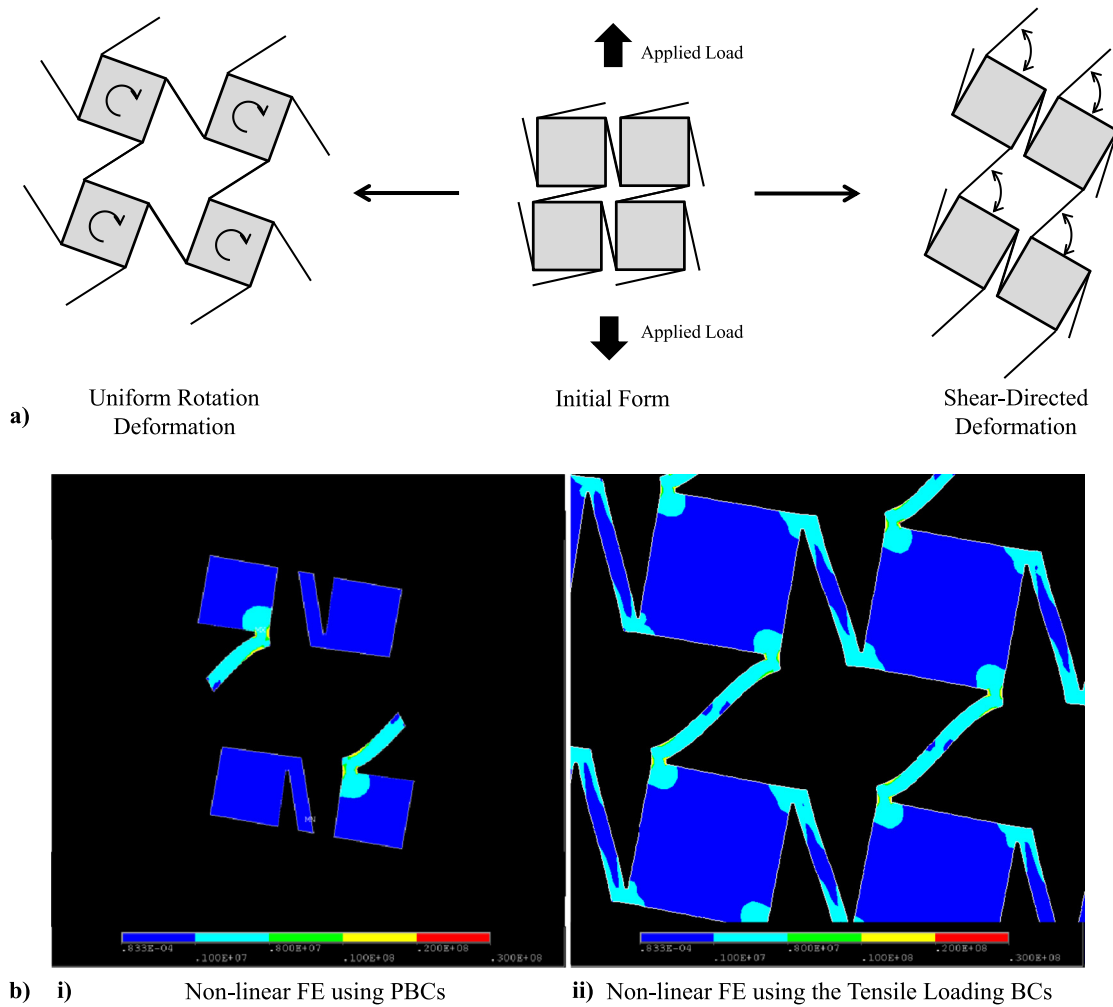 Applied Load
Applied Load
Uniform Rotation
Deformation
Initial Form
Shear-Directed
Deformation
a)
MX
MN
.833E-04
.100E+07
.800E+07
.100E+08
.200E+08
.300E+08
.833E-04
.100E+07
.800E+07
.100E+08
.200E+08
.300E+08
b) i) Non-linear FE using PBCs
ii) Non-linear FE using the Tensile Loading BCs